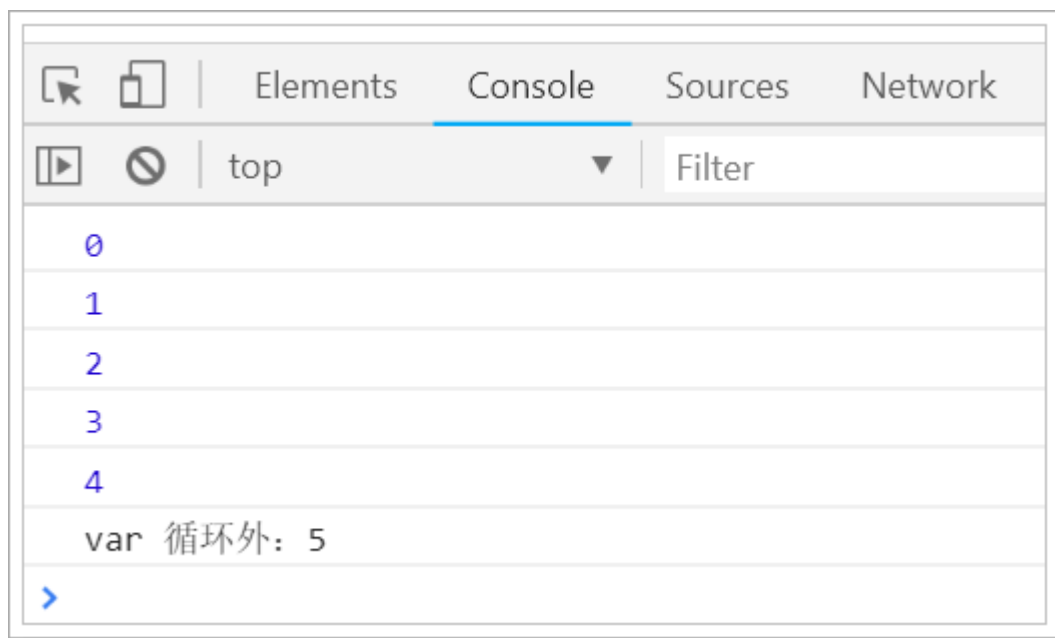 Elements Console Sources Network
top Filter
0
1
2
3
4
var 循环外：5